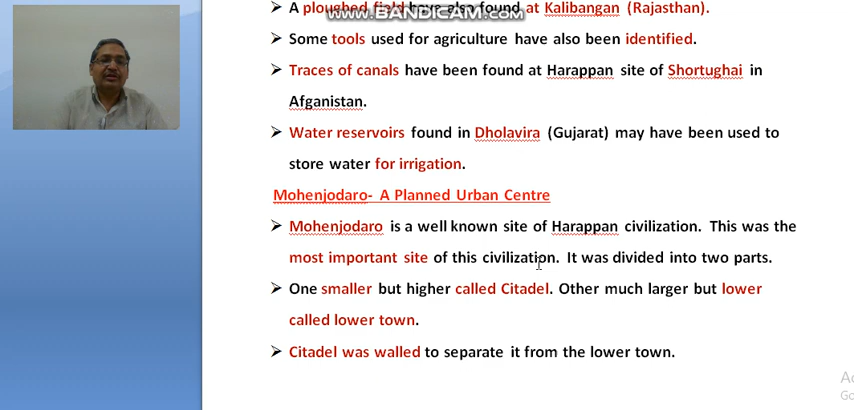 A ploughed field have also found at Kalibangan (Rajasthan).
www.BANDICAM.com
Some tools used for agriculture have also been identified.
Traces of canals have been found at Harappan site of Shortughai in
Afganistan.
Water reservoirs found in Dholavira (Gujarat) may have been used to
store water for irrigation.
Mohenjodaro- A Planned Urban Centre
Mohenjodaro is a well known site of Harappan civilization. This was the
most important site of this civilization. It was divided into two parts.
One smaller but higher called Citadel. Other much larger but lower
called lower town.
Citadel was walled to separate it from the lower town.